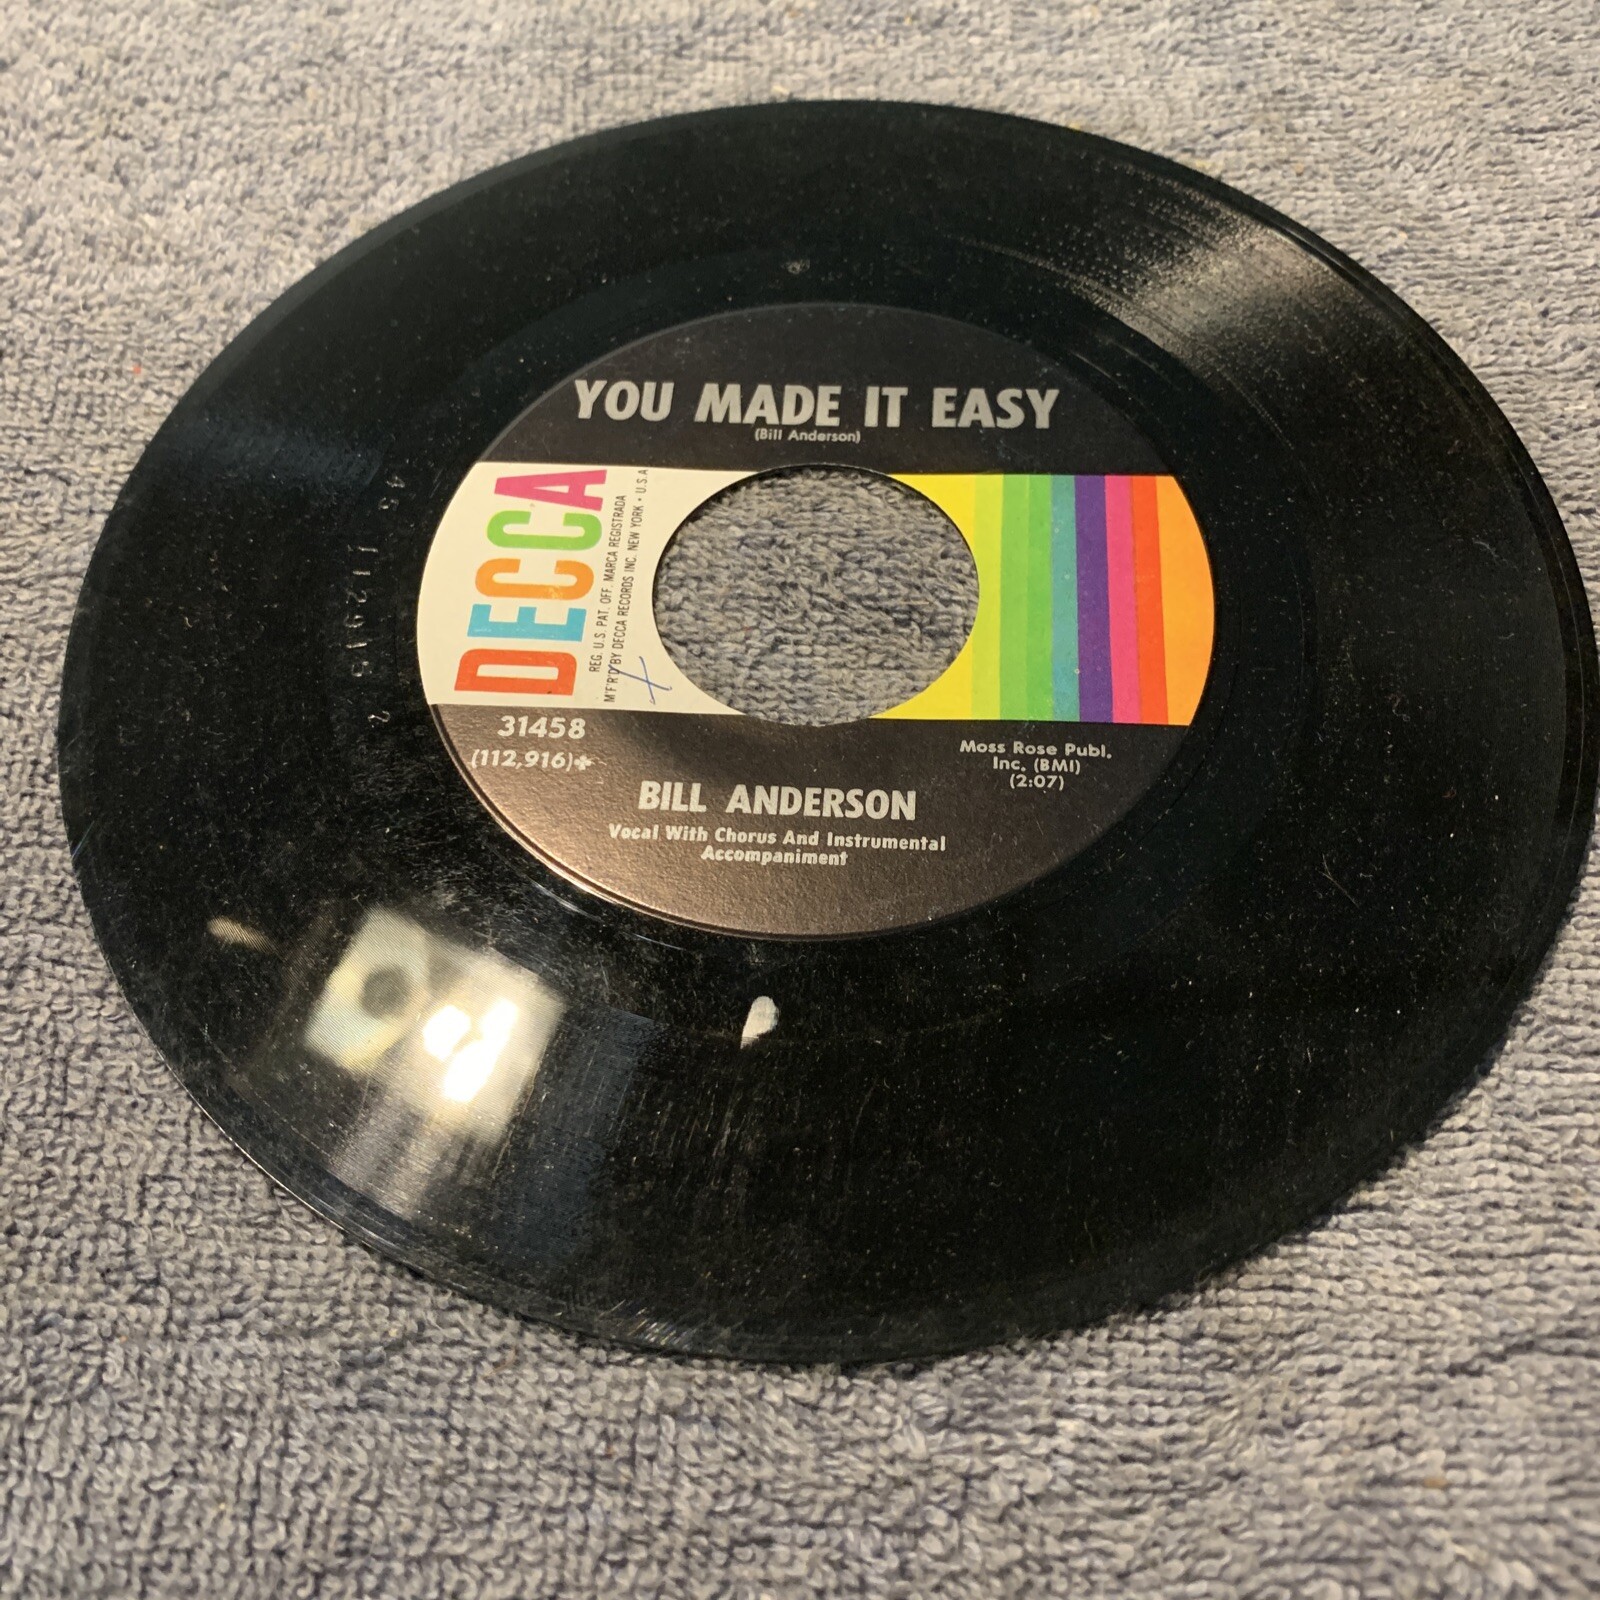 YOU MADE IT EASY
(Bill Anderson)
DECCA
REG. U.S. PAT. OFF. MARCA REGISTRADA
M'F'R'D BY DECCA RECORDS INC. NEW YORK • U.S.A
31458
(112,916)✤
Moss Rose Publ.
Inc. (BMI)
(2:07)
BILL ANDERSON
Vocal With Chorus And Instrumental
Accompaniment